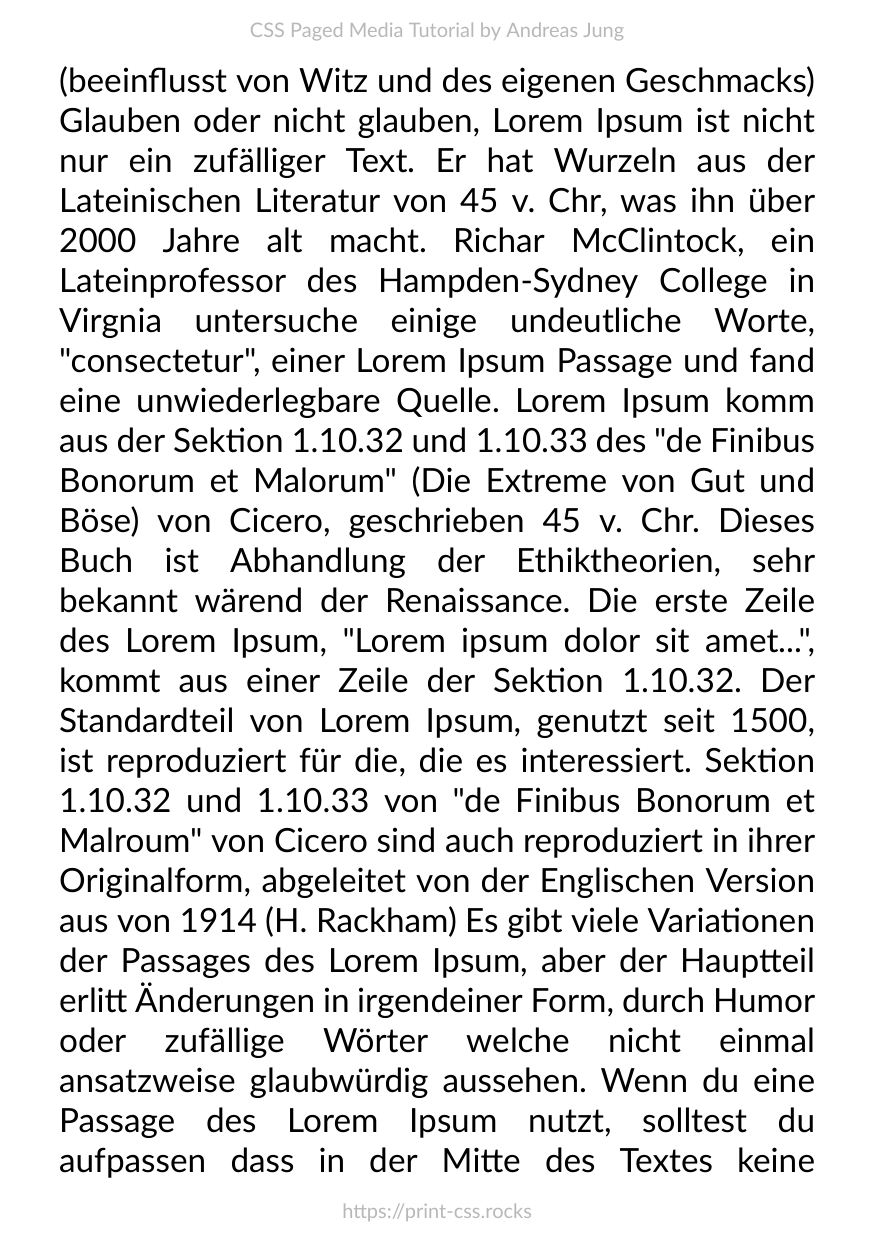 CSS Paged Media Tutorial by Andreas Jung
(beeinflusst von Witz und des eigenen Geschmacks)
Glauben oder nicht glauben, Lorem Ipsum ist nicht
nur ein zufälliger Text. Er hat Wurzeln aus der
Lateinischen Literatur von 45 v. Chr, was ihn über
2000 Jahre alt macht. Richar McClintock, ein
Lateinprofessor des Hampden-Sydney College in
Virgnia untersuche einige undeutliche Worte,
"consectetur", einer Lorem Ipsum Passage und fand
eine unwiederlegbare Quelle. Lorem Ipsum komm
aus der Sektion 1.10.32 und 1.10.33 des "de Finibus
Bonorum et Malorum" (Die Extreme von Gut und
Böse) von Cicero, geschrieben 45 v. Chr. Dieses
Buch ist Abhandlung der Ethiktheorien, sehr
bekannt wärend der Renaissance. Die erste Zeile
des Lorem Ipsum, "Lorem ipsum dolor sit amet...",
kommt aus einer Zeile der Sektion 1.10.32. Der
Standardteil von Lorem Ipsum, genutzt seit 1500,
ist reproduziert für die, die es interessiert. Sektion
1.10.32 und 1.10.33 von "de Finibus Bonorum et
Malroum" von Cicero sind auch reproduziert in ihrer
Originalform, abgeleitet von der Englischen Version
aus von 1914 (H. Rackham) Es gibt viele Variationen
der Passages des Lorem Ipsum, aber der Hauptteil
erlitt Änderungen in irgendeiner Form, durch Humor
oder zufällige Wörter welche nicht einmal
ansatzweise glaubwürdig aussehen. Wenn du eine
Passage des Lorem Ipsum nutzt, solltest du
aufpassen dass in der Mitte des Textes keine
https://print-css.rocks